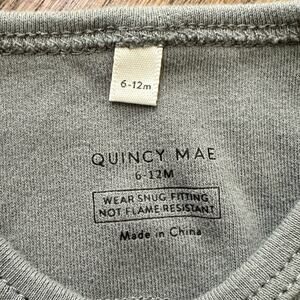 6-12m
QUINCY MAE
6-12M
WEAR SNUG FITTING
NOT FLAME RESISTANT
Made in China